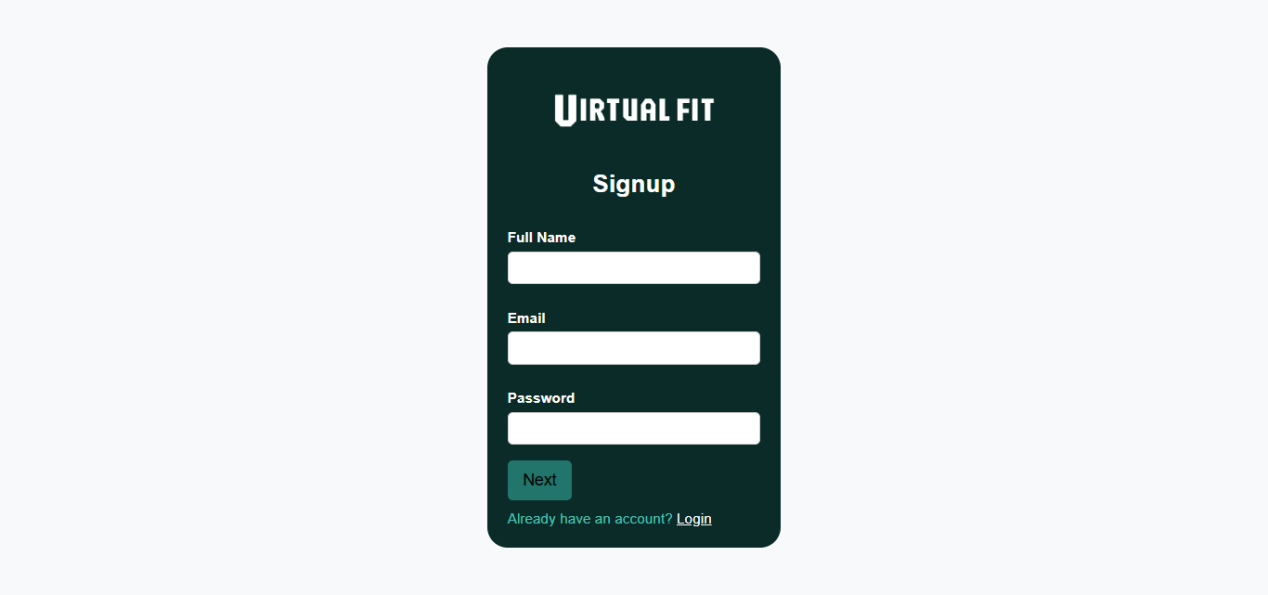 VIRTUAL FIT
Signup
Full Name
Email
Password
Next
Already have an account? Login